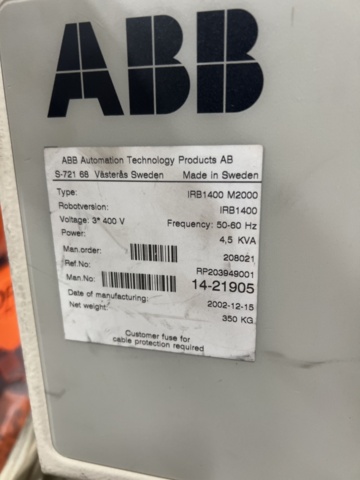 ABB
ABB Automation Technology Products AB
S-721 68 Västerås Sweden Made in Sweden
Type: IRB1400 M2000
Robotversion: IRB1400
Voltage: 3* 400 V Frequency: 50-60 Hz
Power: 4,5 KVA
Man.order: 208021
Ref.No: RP203949001
Man.No: 14-21905
Date of manufacturing: 2002-12-15
Net weight: 350 KG
Customer fuse for
cable protection required